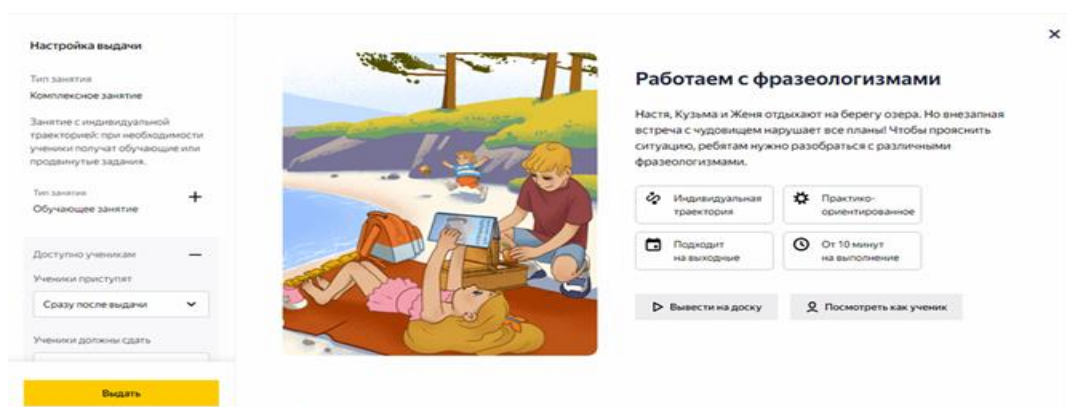 Настройка выдачи
Тип занятия
Комплексное занятие
Занятие с индивидуальной
траекторией: при необходимости
ученики получат обучающие или
продвинутые задания.
Тип занятия
Обучающее занятие
Доступно ученикам
Ученики приступят
Сразу после выдачи
Ученики должны сдать
Выдать
Работаем с фразеологизмами
Настя, Кузьма и Женя отдыхают на берегу озера. Но внезапная
встреча с чудовищем нарушает все планы! Чтобы прояснить
ситуацию, ребятам нужно разобраться с различными
фразеологизмами.
Индивидуальная
траектория
Практико-
ориентированное
Подходит
на выходные
От 10 минут
на выполнение
Вывести на доску
Посмотреть как ученик